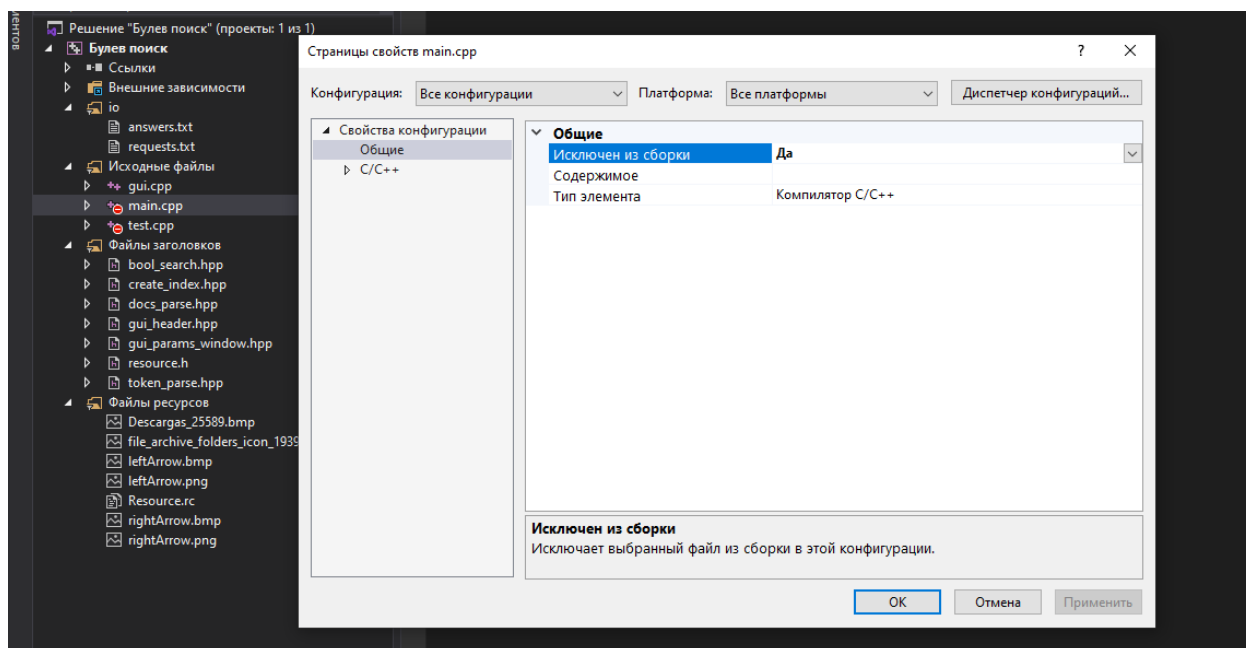 ментов
Решение "Булев поиск" (проекты: 1 из 1)
Булев поиск
Ссылки
Внешние зависимости
io
answers.txt
requests.txt
Исходные файлы
gui.cpp
main.cpp
test.cpp
Файлы заголовков
bool_search.hpp
create_index.hpp
docs_parse.hpp
gui_header.hpp
gui_params_window.hpp
resource.h
token_parse.hpp
Файлы ресурсов
Descargas_25589.bmp
file_archive_folders_icon_1939
leftArrow.bmp
leftArrow.png
Resource.rc
rightArrow.bmp
rightArrow.png
Страницы свойств main.cpp ? ×
Конфигурация: Все конфигурации Платформа: Все платформы Диспетчер конфигураций...
Свойства конфигурации
Общие
C/C++
Общие
Исключен из сборки Да
Содержимое
Тип элемента Компилятор C/C++
Исключен из сборки
Исключает выбранный файл из сборки в этой конфигурации.
ОК Отмена Применить